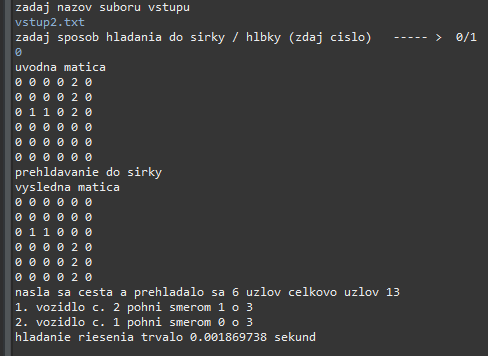 zadaj nazov suboru vstupu
vstup2.txt
zadaj sposob hladania do sirky / hlbky (zdaj cislo)   ----- >  0/1
0
uvodna matica
0 0 0 0 2 0
0 0 0 0 2 0
0 1 1 0 2 0
0 0 0 0 0 0
0 0 0 0 0 0
0 0 0 0 0 0
prehldavanie do sirky
vysledna matica
0 0 0 0 0 0
0 0 0 0 0 0
0 1 1 0 0 0
0 0 0 0 2 0
0 0 0 0 2 0
0 0 0 0 2 0
nasla sa cesta a prehladalo sa 6 uzlov celkovo uzlov 13
1. vozidlo c. 2 pohni smerom 1 o 3
2. vozidlo c. 1 pohni smerom 0 o 3
hladanie riesenia trvalo 0.001869738 sekund